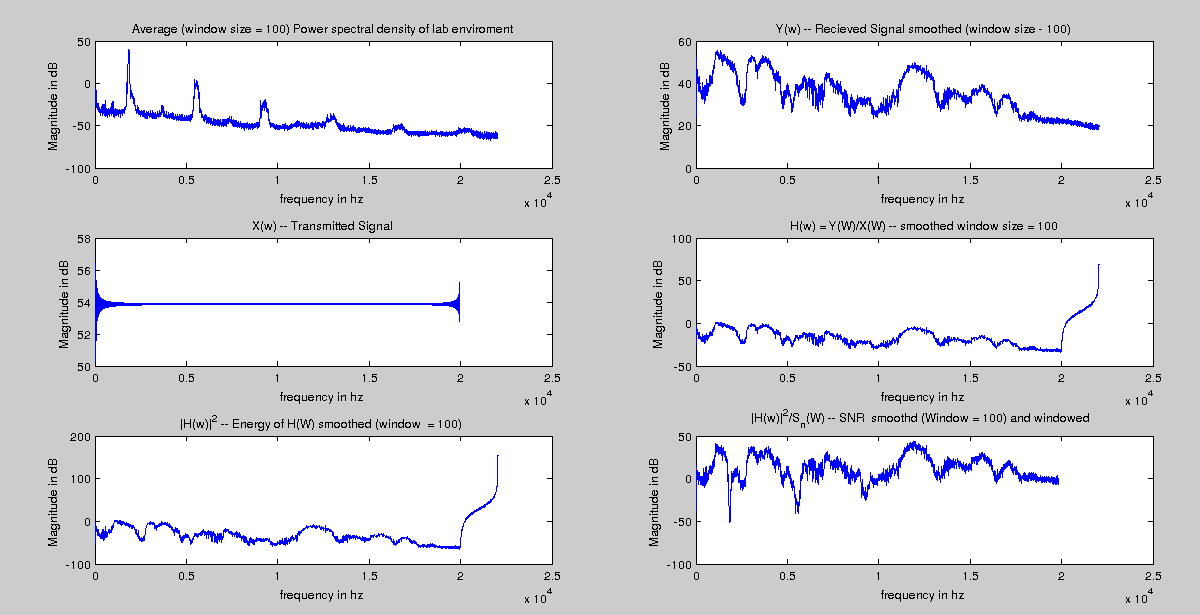 Average (window size = 100) Power spectral density of lab enviroment
Magnitude in dB
50
0
-50
-100
0 0.5 1 1.5 2 2.5
x 10^4
frequency in hz
Y(w) -- Recieved Signal smoothed (window size - 100)
Magnitude in dB
60
40
20
0
0 0.5 1 1.5 2 2.5
x 10^4
frequency in hz
X(w) -- Transmitted Signal
Magnitude in dB
58
56
54
52
50
0 0.5 1 1.5 2 2.5
x 10^4
frequency in hz
H(w) = Y(W)/X(W) -- smoothed window size = 100
Magnitude in dB
100
50
0
-50
0 0.5 1 1.5 2 2.5
x 10^4
frequency in hz
|H(w)|^2 -- Energy of H(W) smoothed (window = 100)
Magnitude in dB
200
100
0
-100
0 0.5 1 1.5 2 2.5
x 10^4
frequency in hz
|H(w)|^2/S_n(W) -- SNR smoothd (Window = 100) and windowed
Magnitude in dB
50
0
-50
-100
0 0.5 1 1.5 2 2.5
x 10^4
frequency in hz